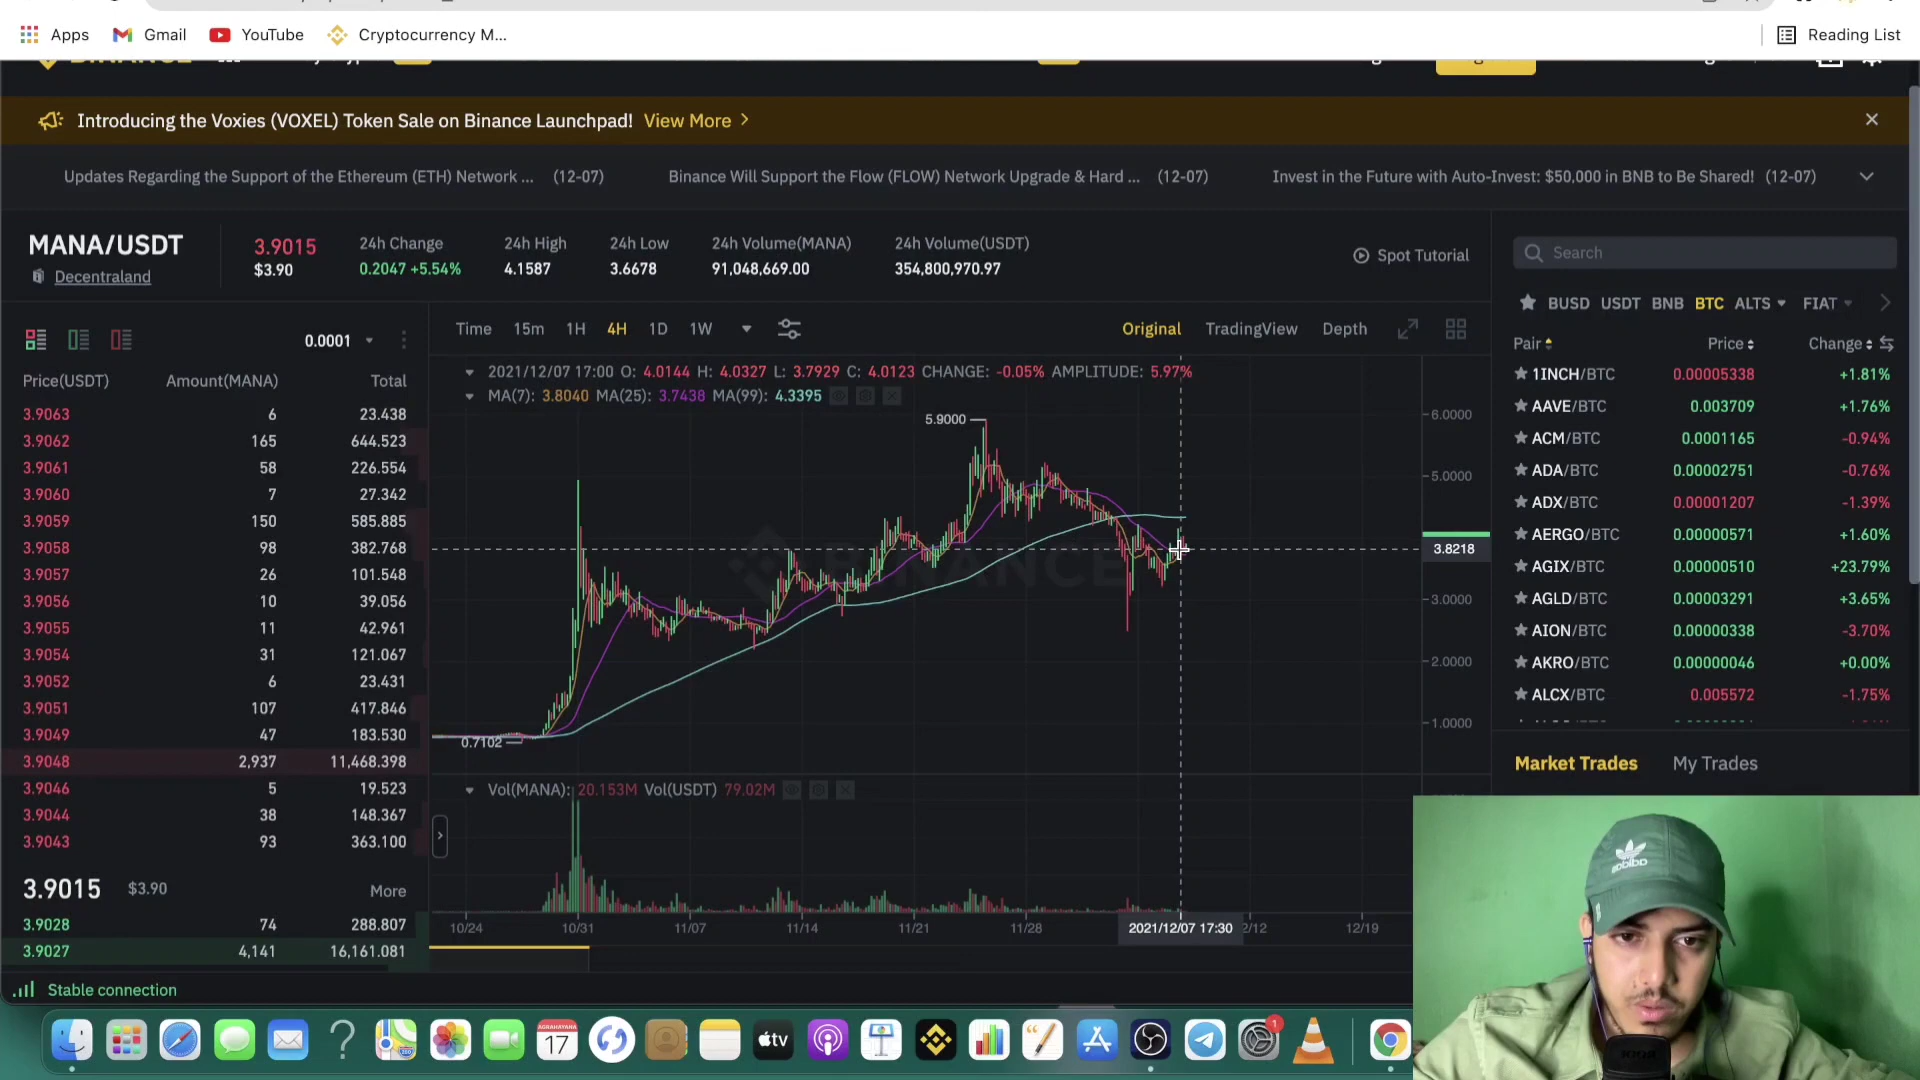 Apps Gmail YouTube Cryptocurrency M... Reading List
Introducing the Voxies (VOXEL) Token Sale on Binance Launchpad! View More
Updates Regarding the Support of the Ethereum (ETH) Network ... (12-07) Binance Will Support the Flow (FLOW) Network Upgrade & Hard ... (12-07) Invest in the Future with Auto-Invest: $50,000 in BNB to Be Shared! (12-07)
MANA/USDT
Decentraland
3.9015
$3.90
24h Change
0.2047 +5.54%
24h High
4.1587
24h Low
3.6678
24h Volume(MANA)
91,048,669.00
24h Volume(USDT)
354,800,970.97
Spot Tutorial
0.0001
Price(USDT) Amount(MANA) Total
3.9063 6 23.438
3.9062 165 644.523
3.9061 58 226.554
3.9060 7 27.342
3.9059 150 585.885
3.9058 98 382.768
3.9057 26 101.548
3.9056 10 39.056
3.9055 11 42.961
3.9054 31 121.067
3.9052 6 23.431
3.9051 107 417.846
3.9049 47 183.530
3.9048 2,937 11,468.398
3.9046 5 19.523
3.9044 38 148.367
3.9043 93 363.100
3.9015 $3.90 More
3.9028 74 288.807
3.9027 4,141 16,161.081
Stable connection
Time 15m 1H 4H 1D 1W Original TradingView Depth
2021/12/07 17:00 O: 4.0144 H: 4.0327 L: 3.7929 C: 4.0123 CHANGE: -0.05% AMPLITUDE: 5.97%
MA(7): 3.8040 MA(25): 3.7438 MA(99): 4.3395
5.9000
0.7102
BINANCE
6.0000
5.0000
3.8218
3.0000
2.0000
1.0000
Vol(MANA): 20.153M Vol(USDT) 79.02M
10/24 10/31 11/07 11/14 11/21 11/28 2021/12/07 17:30 2/12 12/19
Search
BUSD USDT BNB BTC ALTS FIAT
Pair Price Change
1INCH/BTC 0.00005338 +1.81%
AAVE/BTC 0.003709 +1.76%
ACM/BTC 0.0001165 -0.94%
ADA/BTC 0.00002751 -0.76%
ADX/BTC 0.00001207 -1.39%
AERGO/BTC 0.00000571 +1.60%
AGIX/BTC 0.00000510 +23.79%
AGLD/BTC 0.00003291 +3.65%
AION/BTC 0.00000338 -3.70%
AKRO/BTC 0.00000046 +0.00%
ALCX/BTC 0.005572 -1.75%
Market Trades My Trades
adidas
AGRAHAYANA
17
tv
1